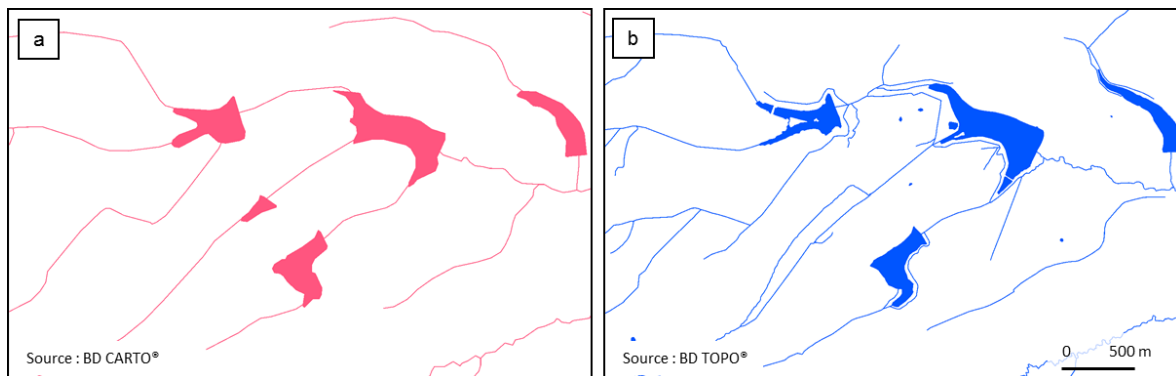 a
b
Source : BD CARTO®
Source : BD TOPO®
0 500 m